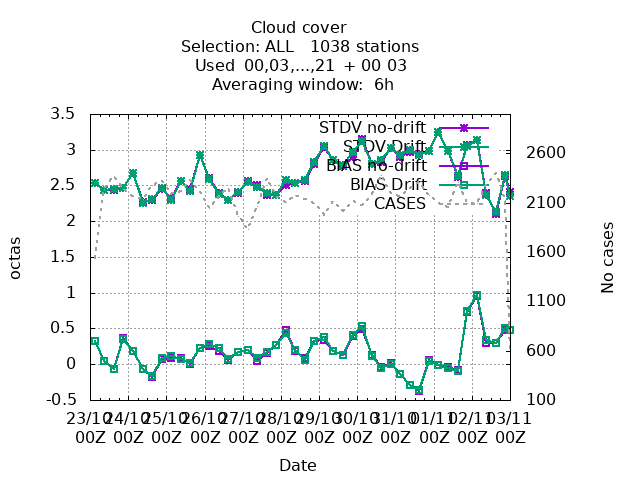 Cloud cover
Selection: ALL   1038 stations
Used  00,03,...,21  + 00 03
Averaging window:  6h
3.5
3
2.5
2
1.5
1
0.5
0
-0.5
octas
STDV no-drift
STDV Drift
BIAS no-drift
BIAS Drift
CASES
2600
2100
1600
1100
600
100
No cases
23/10 24/10 25/10 26/10 27/10 28/10 29/10 30/10 31/10 01/11 02/11 03/11
00Z 00Z 00Z 00Z 00Z 00Z 00Z 00Z 00Z 00Z 00Z 00Z
Date